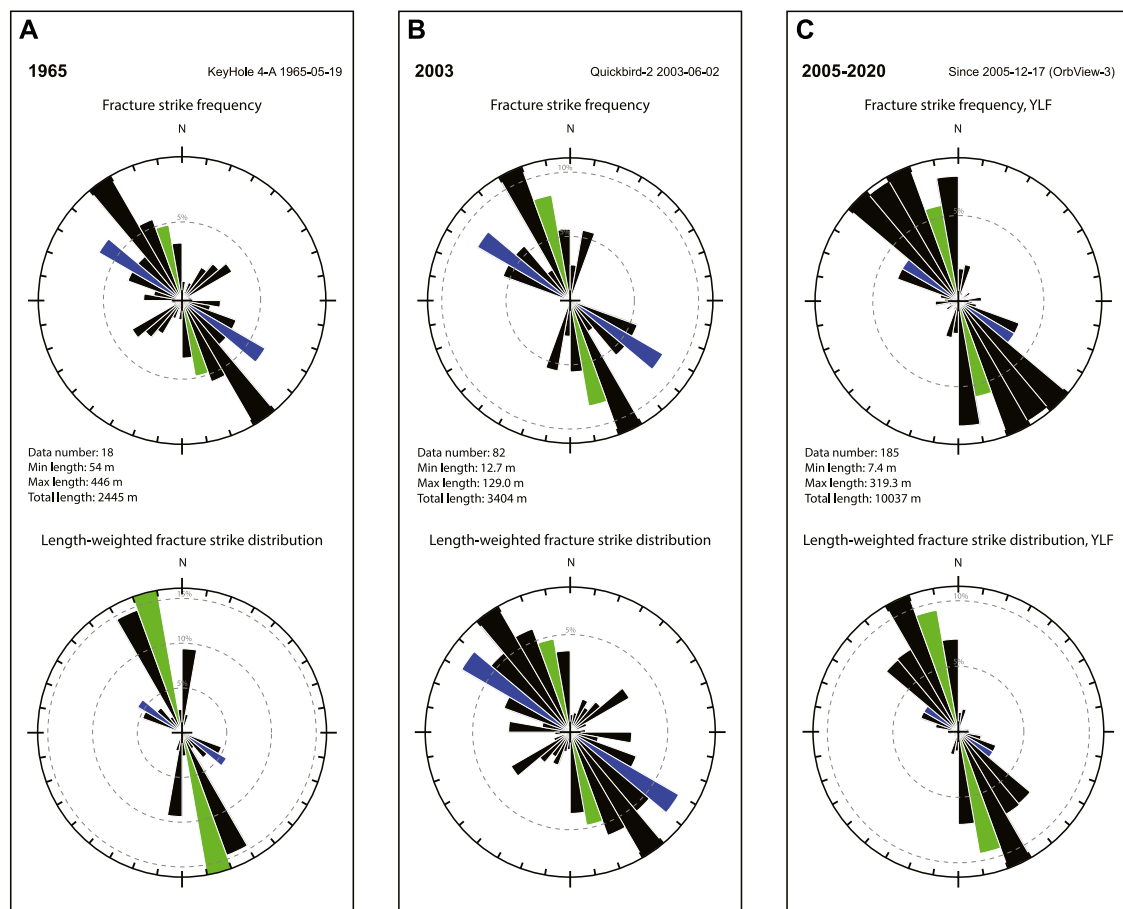 A
1965 KeyHole 4-A 1965-05-19
Fracture strike frequency
N
5%
Data number: 18
Min length: 54 m
Max length: 446 m
Total length: 2445 m
Length-weighted fracture strike distribution
N
15%
10%
5%
B
2003 Quickbird-2 2003-06-02
Fracture strike frequency
N
10%
Data number: 82
Min length: 12.7 m
Max length: 129.0 m
Total length: 3404 m
Length-weighted fracture strike distribution
N
5%
C
2005-2020 Since 2005-12-17 (OrbView-3)
Fracture strike frequency, YLF
N
5%
Data number: 185
Min length: 7.4 m
Max length: 319.3 m
Total length: 10037 m
Length-weighted fracture strike distribution, YLF
N
10%
5%